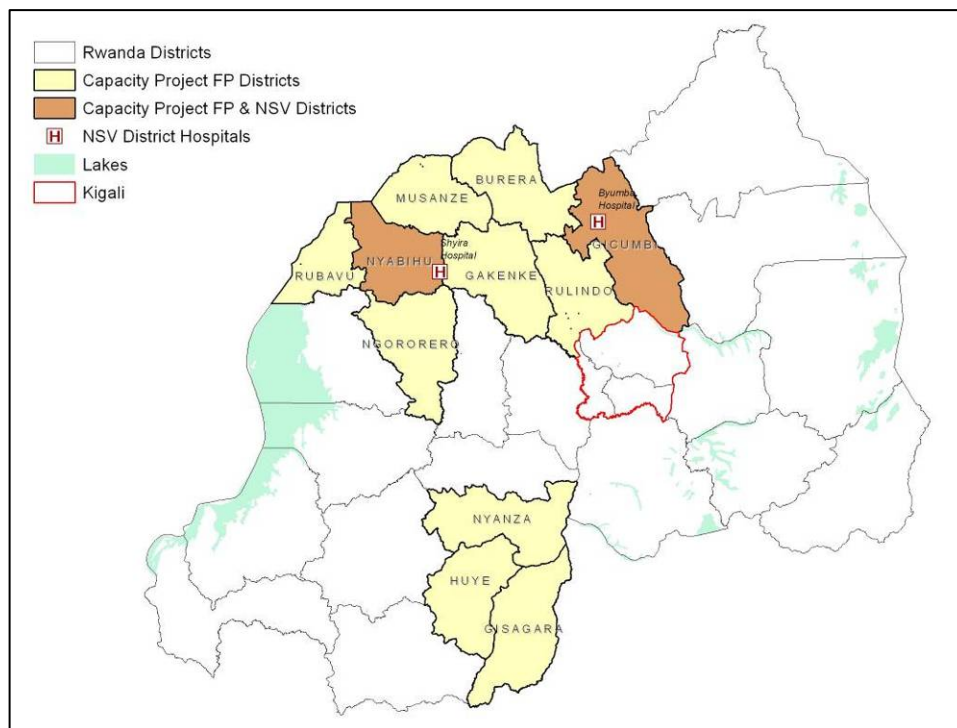 Rwanda Districts
Capacity Project FP Districts
Capacity Project FP & NSV Districts
H NSV District Hospitals
Lakes
Kigali
BURERA
MUSANZE
Byumba
Hospital
H
GICUMBI
Shyira
Hospital
H
NYABIHU
RUBAVU
GAKENKE
RULINDO
NGORORERO
NYANZA
HUYE
GISAGARA